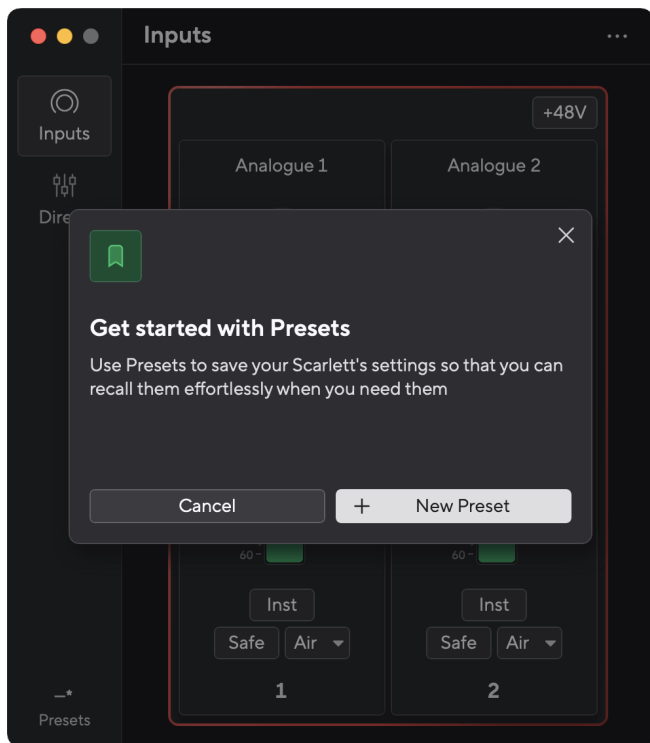 Inputs
...
+48V
Inputs
Analogue 1
Analogue 2
Get started with Presets
Use Presets to save your Scarlett's settings so that you can
recall them effortlessly when you need them
Cancel
+ New Preset
60
60
Inst
Inst
Safe
Air
Safe
Air
1
2
–*
Presets